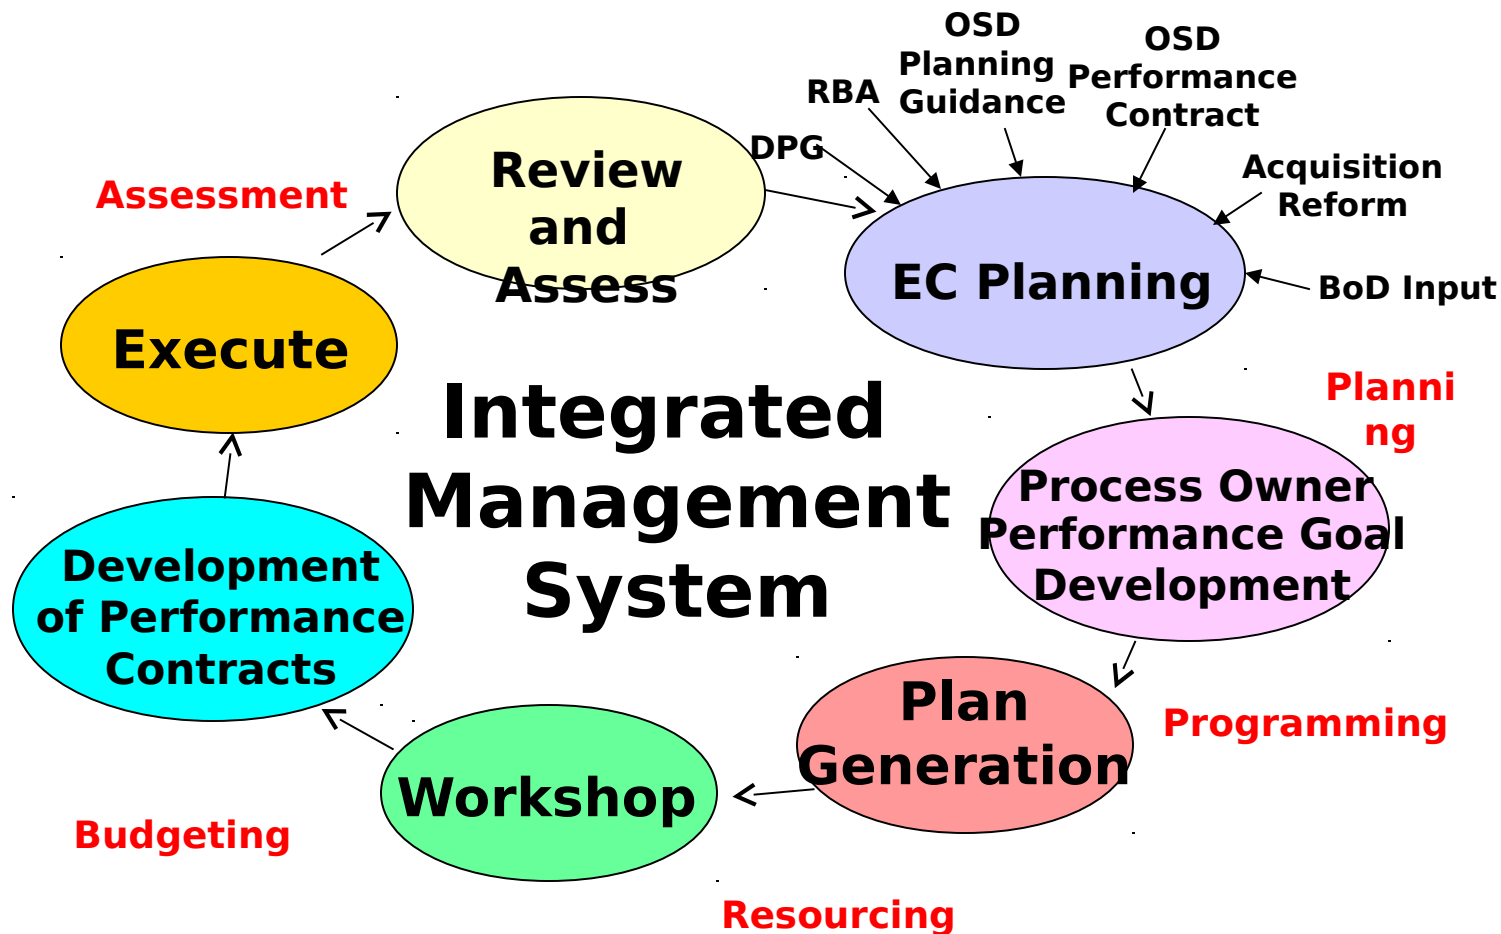 OSD
Planning
Guidance
OSD
Performance
Contract
RBA
DPG
Acquisition
Reform
BoD Input
Assessment
Review
and
Assess
EC Planning
Execute
Integrated
Management
System
Planni
ng
Process Owner
Performance Goal
Development
Development
of Performance
Contracts
Plan
Generation
Programming
Workshop
Budgeting
Resourcing